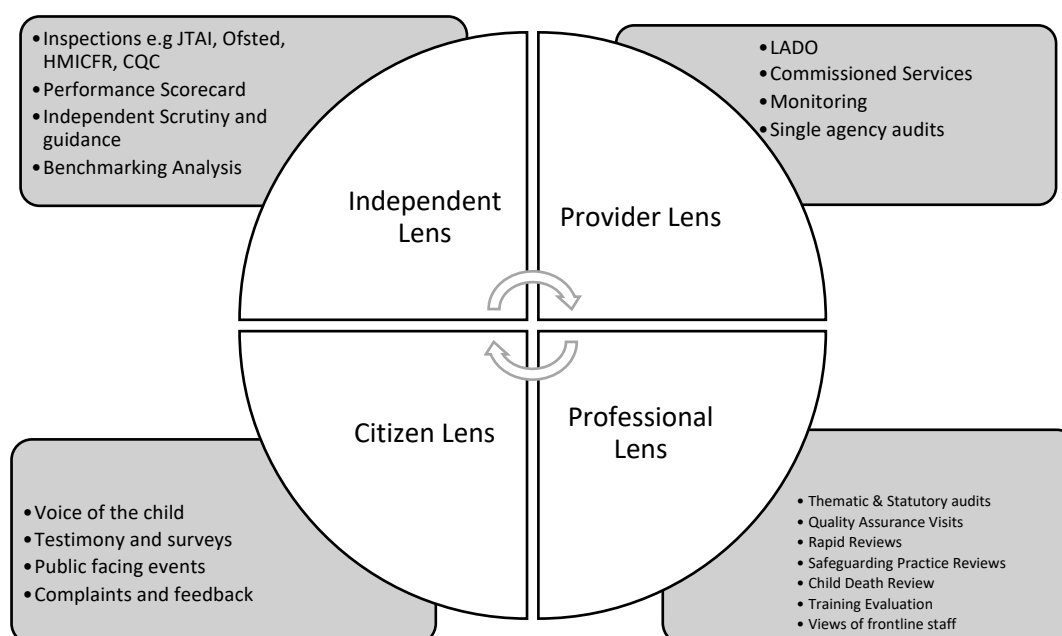 •Inspections e.g JTAI, Ofsted,
HMICFR, CQC
•Performance Scorecard
•Independent Scrutiny and
guidance
•Benchmarking Analysis
•LADO
•Commissioned Services
•Monitoring
•Single agency audits
Independent
Lens
Provider Lens
Citizen Lens
Professional
Lens
•Voice of the child
•Testimony and surveys
•Public facing events
•Complaints and feedback
•Thematic & Statutory audits
•Quality Assurance Visits
•Rapid Reviews
•Safeguarding Practice Reviews
•Child Death Review
•Training Evaluation
•Views of frontline staff